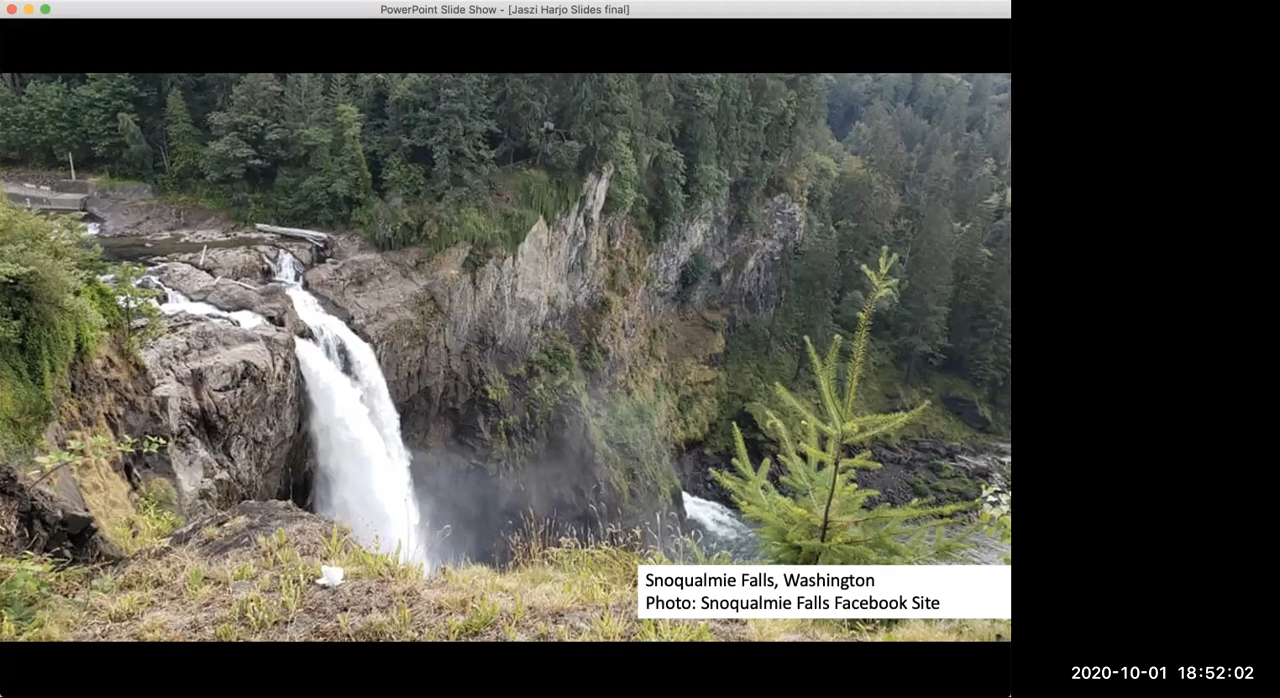 PowerPoint Slide Show - [Jaszi Harjo Slides final]
Snoqualmie Falls, Washington
Photo: Snoqualmie Falls Facebook Site
2020-10-01 18:52:02